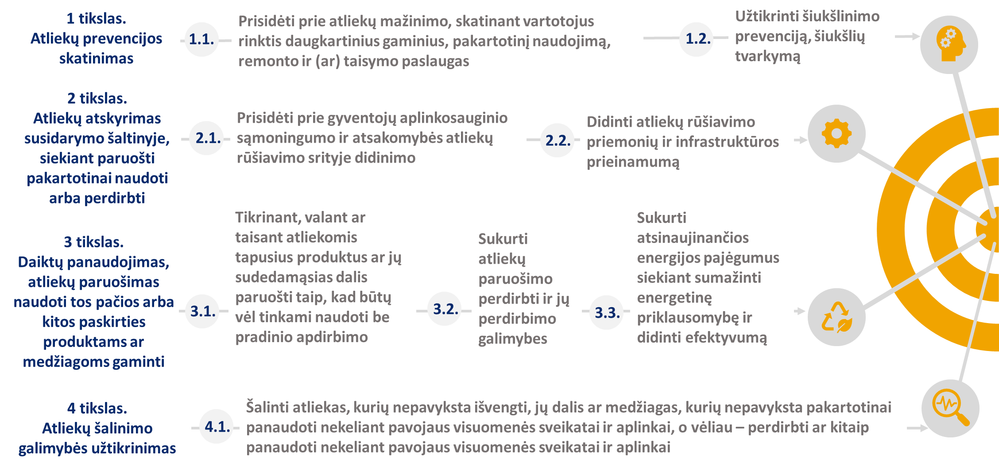 1 tikslas.
Atliekų prevencijos
skatinimas
1.1.
Prisidėti prie atliekų mažinimo, skatinant vartotojus
rinktis daugkartinius gaminius, pakartotinį naudojimą,
remonto ir (ar) taisymo paslaugas
1.2.
Užtikrinti šiukšlinimo
prevenciją, šiukšlių
tvarkymą
2 tikslas.
Atliekų atskyrimas
susidarymo šaltinyje,
siekiant paruošti
pakartotinai naudoti
arba perdirbti
2.1.
Prisidėti prie gyventojų aplinkosauginio
sąmoningumo ir atsakomybės atliekų
rūšiavimo srityje didinimo
2.2.
Didinti atliekų rūšiavimo
priemonių ir infrastruktūros
prieinamumą
3 tikslas.
Daiktų panaudojimas,
atliekų paruošimas
naudoti tos pačios arba
kitos paskirties
produktams ar
medžiagoms gaminti
3.1.
Tikrinant, valant ar
taisant atliekomis
tapusius produktus ar jų
sudedamąsias dalis
paruošti taip, kad būtų
vėl tinkami naudoti be
pradinio apdirbimo
3.2.
Sukurti
atliekų
paruošimo
perdirbti ir jų
perdirbimo
galimybes
3.3.
Sukurti
atsinaujinančios
energijos pajėgumus
siekiant sumažinti
energetinę
priklausomybę ir
didinti efektyvumą
4 tikslas.
Atliekų šalinimo
galimybės užtikrinimas
4.1.
Šalinti atliekas, kurių nepavyksta išvengti, jų dalis ar medžiagas, kurių nepavyksta pakartotinai
panaudoti nekeliant pavojaus visuomenės sveikatai ir aplinkai, o vėliau – perdirbti ar kitaip
panaudoti nekeliant pavojaus visuomenės sveikatai ir aplinkai